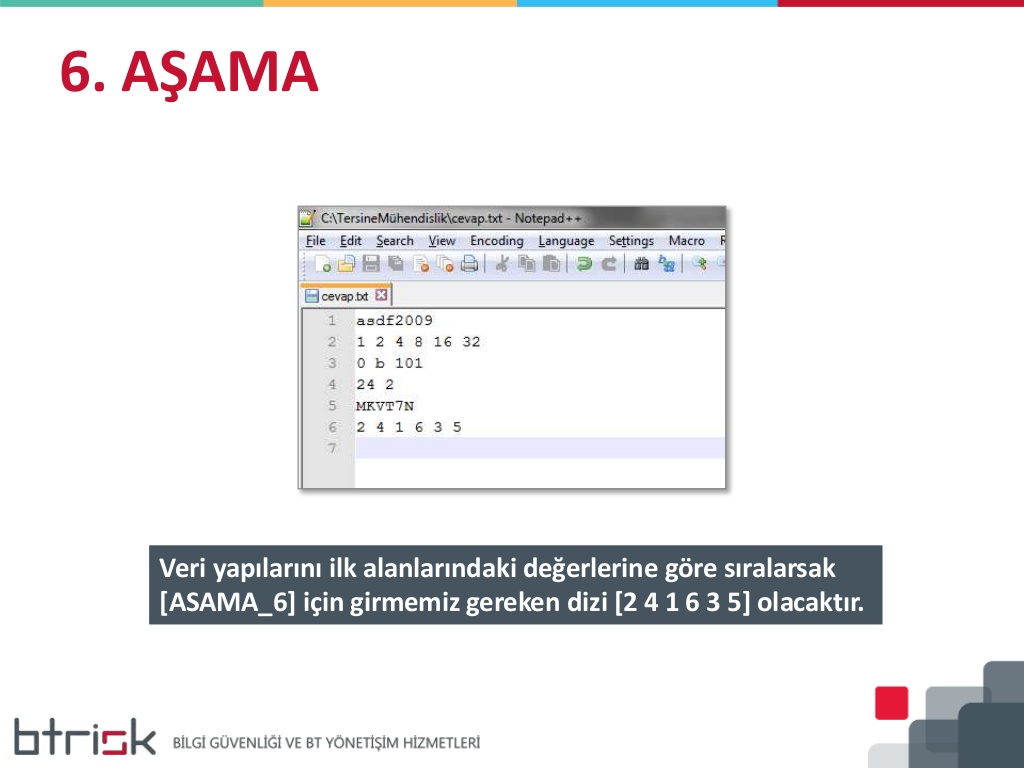 6. AŞAMA
C:\TersineMühendislik\cevap.txt - Notepad++
File Edit Search View Encoding Language Settings Macro R
cevap.txt
1 asdf2009
2 1 2 4 8 16 32
3 0 b 101
4 24 2
5 MKVT7N
6 2 4 1 6 3 5
7
Veri yapılarını ilk alanlarındaki değerlerine göre sıralarsak
[ASAMA_6] için girmemiz gereken dizi [2 4 1 6 3 5] olacaktır.
btrisk BİLGİ GÜVENLİĞİ VE BT YÖNETİŞİM HİZMETLERİ